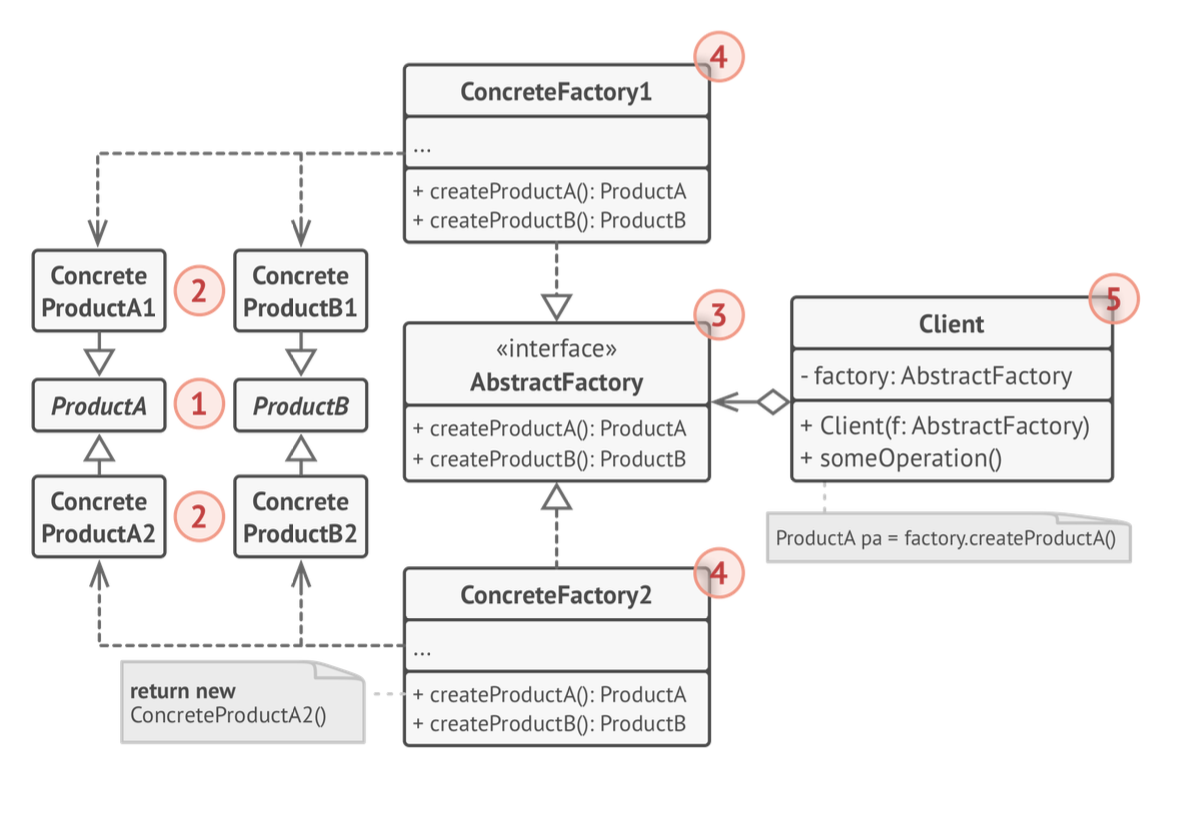 4
ConcreteFactory1
...
+ createProductA(): ProductA
+ createProductB(): ProductB
Concrete
ProductA1
2
Concrete
ProductB1
ProductA
1
ProductB
Concrete
ProductA2
2
Concrete
ProductB2
3
«interface»
AbstractFactory
+ createProductA(): ProductA
+ createProductB(): ProductB
5
Client
- factory: AbstractFactory
+ Client(f: AbstractFactory)
+ someOperation()
ProductA pa = factory.createProductA()
4
ConcreteFactory2
...
+ createProductA(): ProductA
+ createProductB(): ProductB
return new
ConcreteProductA2()